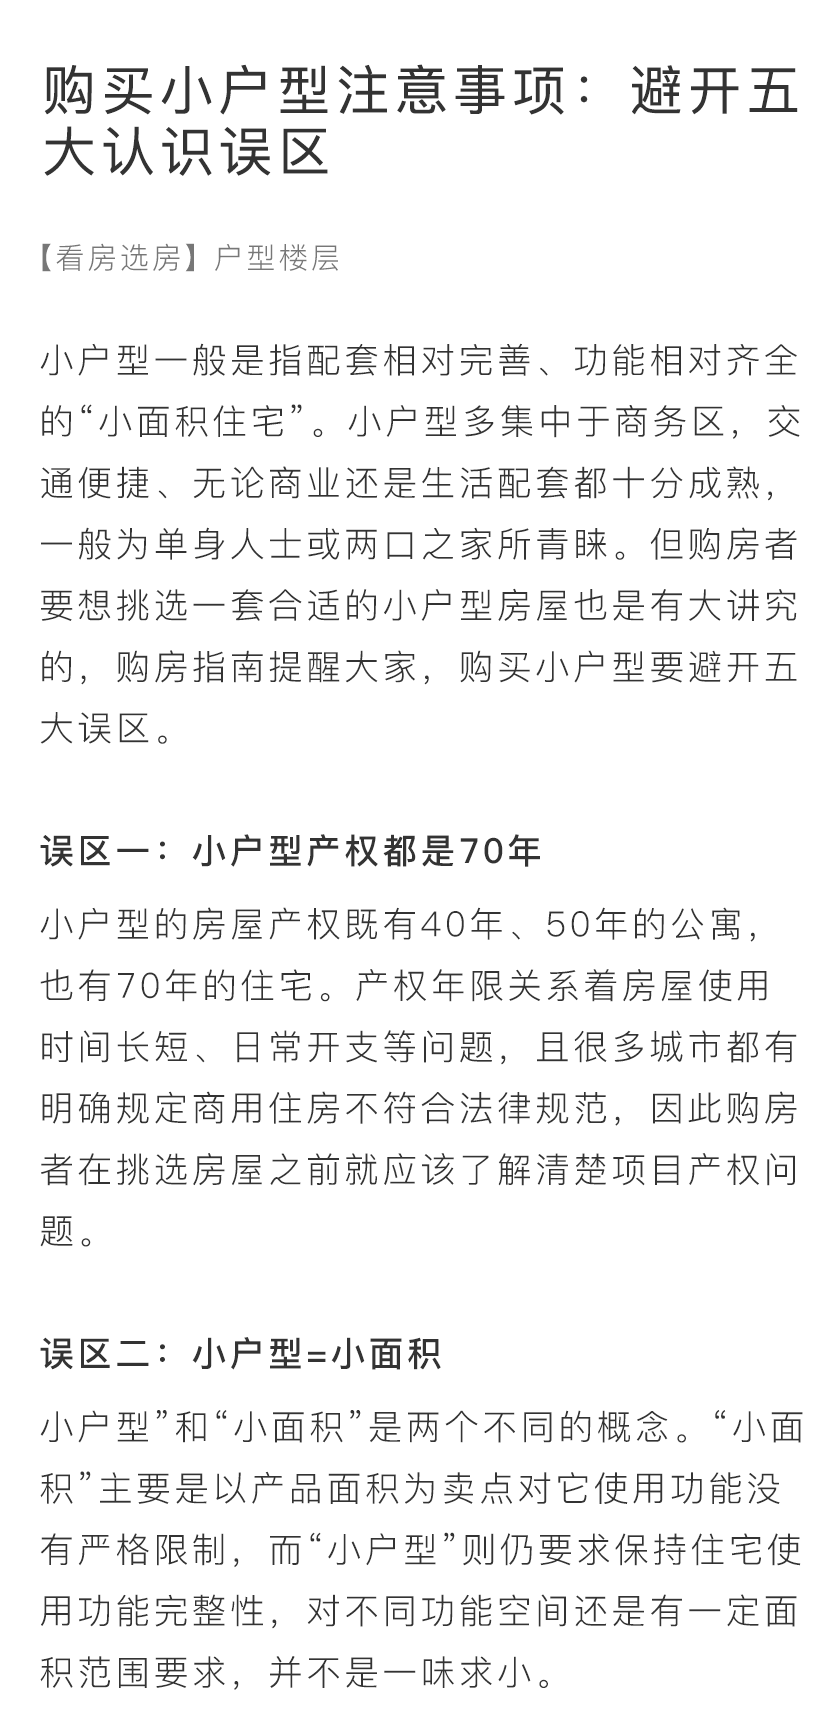 购买小户型注意事项：避开五
大认识误区
【看房选房】户型楼层
小户型一般是指配套相对完善、功能相对齐全
的“小面积住宅”。小户型多集中于商务区，交
通便捷、无论商业还是生活配套都十分成熟，
一般为单身人士或两口之家所青睐。但购房者
要想挑选一套合适的小户型房屋也是有大讲究
的，购房指南提醒大家，购买小户型要避开五
大误区。
误区一：小户型产权都是70年
小户型的房屋产权既有40年、50年的公寓，
也有70年的住宅。产权年限关系着房屋使用
时间长短、日常开支等问题，且很多城市都有
明确规定商用住房不符合法律规范，因此购房
者在挑选房屋之前就应该了解清楚项目产权问
题。
误区二：小户型=小面积
小户型”和“小面积”是两个不同的概念。“小面
积”主要是以产品面积为卖点对它使用功能没
有严格限制，而“小户型”则仍要求保持住宅使
用功能完整性，对不同功能空间还是有一定面
积范围要求，并不是一味求小。